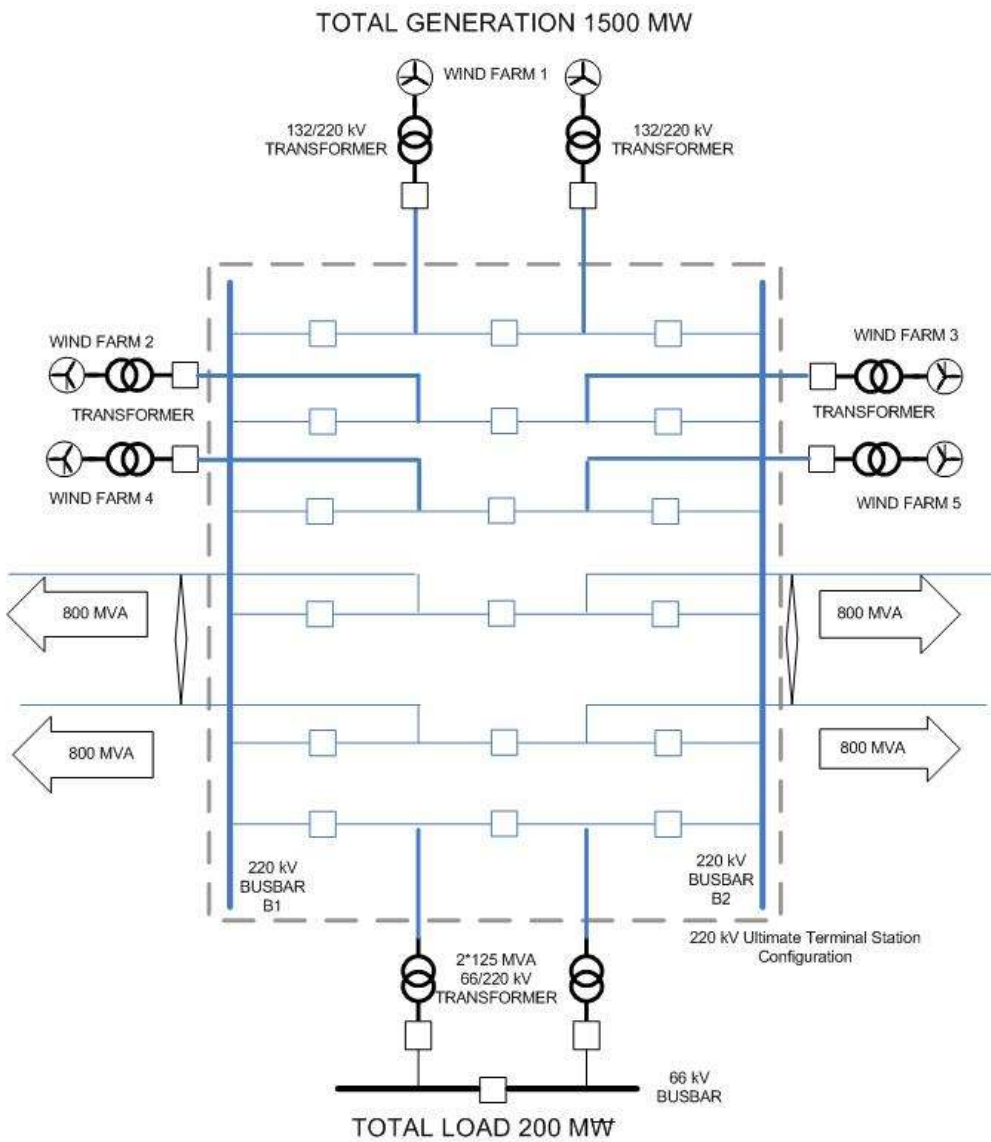 TOTAL GENERATION 1500 MW
WIND FARM 1
132/220 kV
TRANSFORMER
132/220 kV
TRANSFORMER
WIND FARM 2
TRANSFORMER
WIND FARM 3
TRANSFORMER
WIND FARM 4
WIND FARM 5
800 MVA
800 MVA
800 MVA
800 MVA
220 kV
BUSBAR
B1
220 kV
BUSBAR
B2
220 kV Ultimate Terminal Station
Configuration
2*125 MVA
66/220 kV
TRANSFORMER
66 kV
BUSBAR
TOTAL LOAD 200 MW